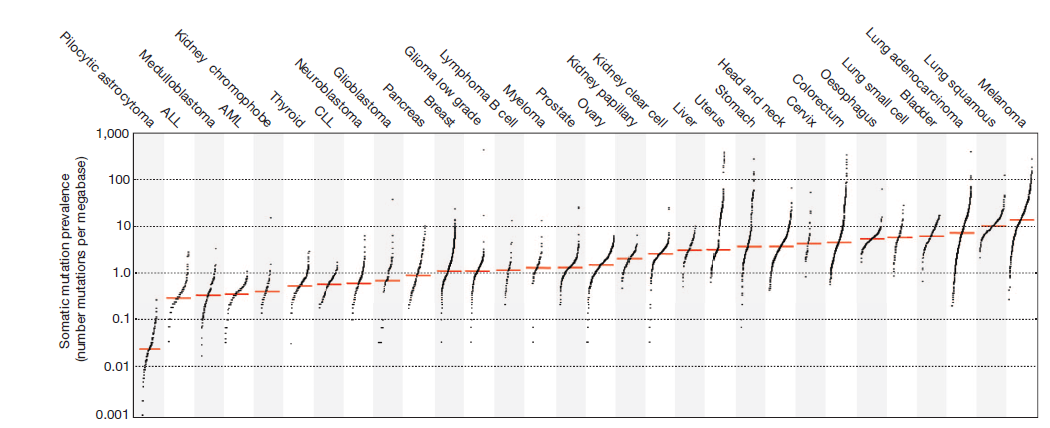 Pilocytic astrocytoma
ALL
Medulloblastoma
AML
Kidney chromophobe
Thyroid
CLL
Neuroblastoma
Glioblastoma
Pancreas
Breast
Glioma low grade
Lymphoma B cell
Myeloma
Prostate
Ovary
Kidney papillary
Kidney clear cell
Liver
Uterus
Stomach
Head and neck
Cervix
Colorectum
Oesophagus
Lung small cell
Bladder
Lung adenocarcinoma
Lung squamous
Melanoma
Somatic mutation prevalence
(number mutations per megabase)
1,000
100
10
1.0
0.1
0.01
0.001